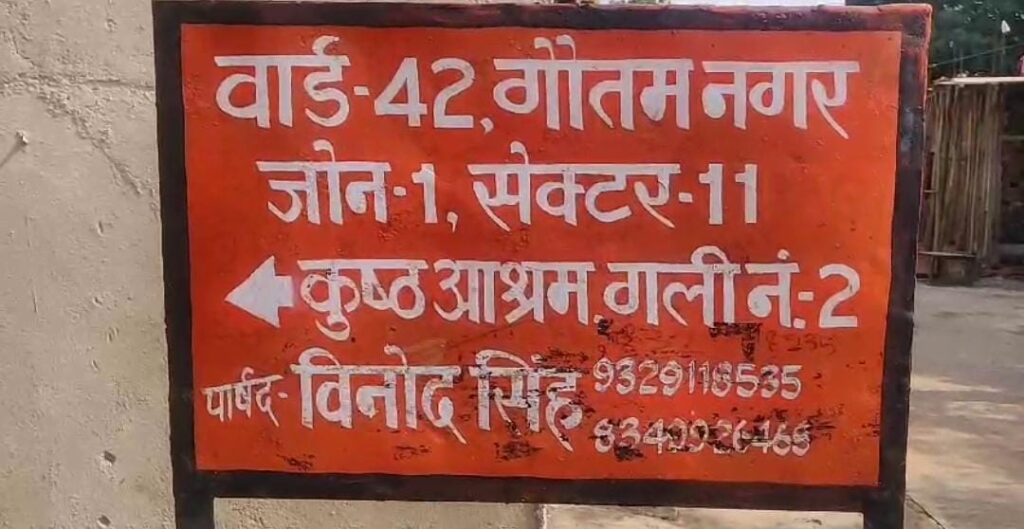 वार्ड-42, गौतम नगर
जोन-1, सेक्टर-11
कुष्ठ आश्रम. गली नं.-2
पार्षद- विनोद सिंह 9329118535